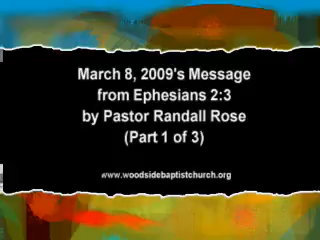 March 8, 2009's Message
from Ephesians 2:3
by Pastor Randall Rose
(Part 1 of 3)
www.woodsidebaptistchurch.org